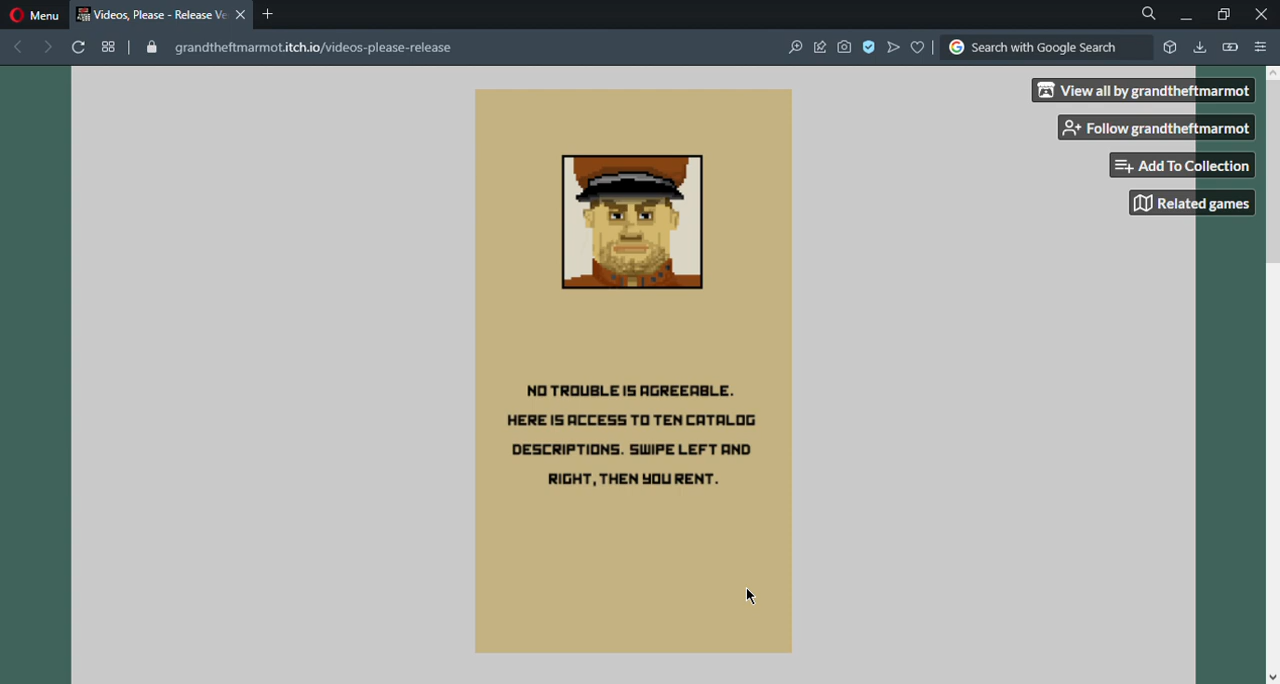 Menu
Videos, Please - Release Ve
grandtheftmarmot.itch.io/videos-please-release
Search with Google Search
View all by grandtheftmarmot
Follow grandtheftmarmot
Add To Collection
Related games
NO TROUBLE IS AGREEABLE.
HERE IS ACCESS TO TEN CATALOG
DESCRIPTIONS. SWIPE LEFT AND
RIGHT, THEN YOU RENT.